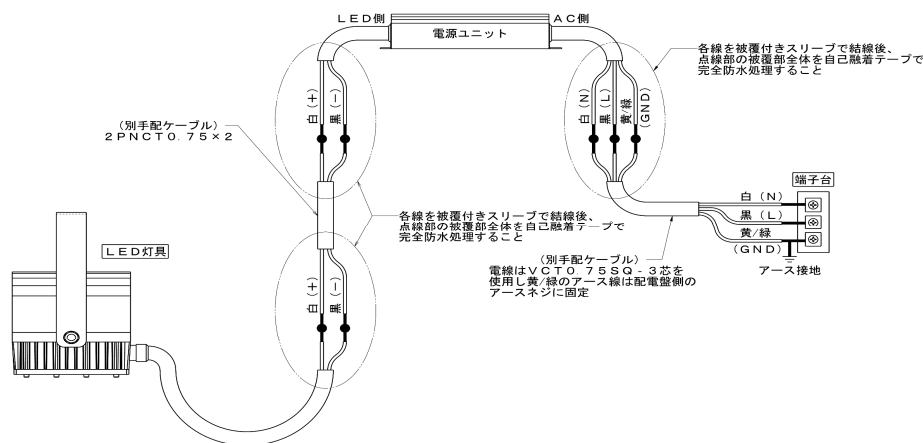 LED側
電源ユニット
AC側
各線を被覆付きスリーブで結線後、
点線部の被覆部全体を自己融着テープで
完全防水処理すること
白(+)
黒(-)
白(N)
黒(L)
黄/緑
(GND)
(別手配ケーブル)
2PNCT0.75×2
端子台
白(N)
黒(L)
黄/緑
(GND)
アース接地
各線を被覆付きスリーブで結線後、
点線部の被覆部全体を自己融着テープで
完全防水処理すること
(別手配ケーブル)
電線はVCT0.75SQ-3芯を
使用し黄/緑のアース線は配電盤側の
アースネジに固定
LED灯具
白(+)
黒(-)